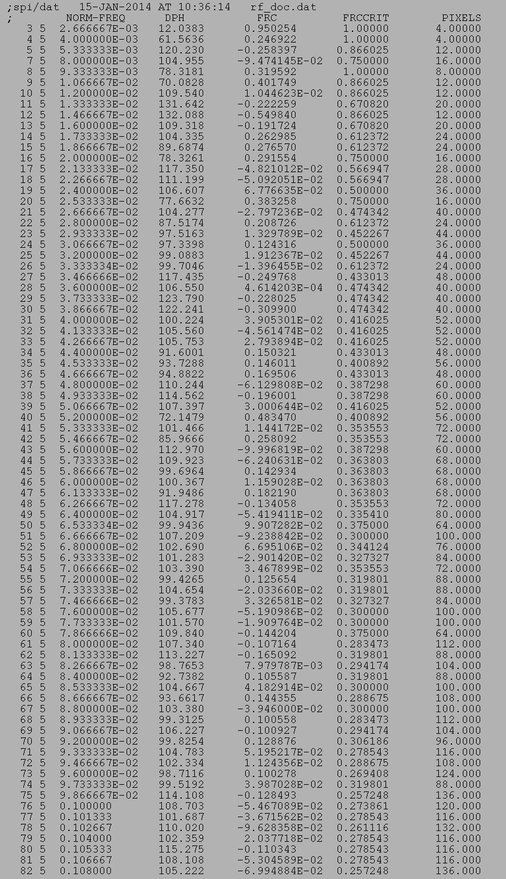 ;spi/dat   15-JAN-2014 AT 10:36:14   rf_doc.dat
;       NORM-FREQ      DPH         FRC       FRCCRIT       PIXELS
3 5 2.666667E-03 12.0383 0.950254 1.00000 4.00000
4 5 4.000000E-03 61.5636 0.246922 1.00000 4.00000
5 5 5.333333E-03 120.230 -0.258397 0.866025 12.0000
7 5 8.000000E-03 104.955 -9.474145E-02 0.750000 16.0000
8 5 9.333333E-03 78.3181 0.319592 1.00000 8.00000
9 5 1.066667E-02 70.0828 0.401749 0.866025 12.0000
10 5 1.200000E-02 109.540 1.044623E-02 0.866025 12.0000
11 5 1.333333E-02 131.642 -0.222259 0.670820 20.0000
12 5 1.466667E-02 132.088 -0.549840 0.866025 12.0000
13 5 1.600000E-02 109.318 -0.191724 0.670820 20.0000
14 5 1.733333E-02 104.335 0.262985 0.612372 24.0000
15 5 1.866667E-02 89.6874 0.276570 0.612372 24.0000
16 5 2.000000E-02 78.3261 0.291554 0.750000 16.0000
17 5 2.133333E-02 117.350 -4.821012E-02 0.566947 28.0000
18 5 2.266667E-02 111.199 -5.092051E-02 0.566947 28.0000
19 5 2.400000E-02 106.607 6.776635E-02 0.500000 36.0000
20 5 2.533333E-02 77.6632 0.383258 0.750000 16.0000
21 5 2.666667E-02 104.277 -2.797236E-02 0.474342 40.0000
22 5 2.800000E-02 87.5174 0.208726 0.612372 24.0000
23 5 2.933333E-02 97.5163 1.329789E-02 0.452267 44.0000
24 5 3.066667E-02 97.3398 0.124316 0.500000 36.0000
25 5 3.200000E-02 99.0883 1.912367E-02 0.452267 44.0000
26 5 3.333334E-02 99.7046 -1.396455E-02 0.612372 24.0000
27 5 3.466667E-02 117.435 -0.249768 0.433013 48.0000
28 5 3.600000E-02 106.550 4.614203E-04 0.474342 40.0000
29 5 3.733333E-02 123.790 -0.228025 0.474342 40.0000
30 5 3.866667E-02 122.241 -0.309900 0.474342 40.0000
31 5 4.000000E-02 100.224 3.905301E-02 0.416025 52.0000
32 5 4.133333E-02 105.560 -4.561474E-02 0.416025 52.0000
33 5 4.266667E-02 105.753 2.793894E-02 0.416025 52.0000
34 5 4.400000E-02 91.6001 0.150321 0.433013 48.0000
35 5 4.533333E-02 93.7288 0.146011 0.400892 56.0000
36 5 4.666667E-02 94.8822 0.169506 0.433013 48.0000
37 5 4.800000E-02 110.244 -6.129808E-02 0.387298 60.0000
38 5 4.933333E-02 114.562 -0.196001 0.387298 60.0000
39 5 5.066667E-02 107.397 3.000644E-02 0.416025 52.0000
40 5 5.200000E-02 72.1479 0.483470 0.400892 56.0000
41 5 5.333333E-02 101.466 1.144172E-02 0.353553 72.0000
42 5 5.466667E-02 85.9666 0.258092 0.353553 72.0000
43 5 5.600000E-02 112.970 -9.996819E-02 0.387298 60.0000
44 5 5.733333E-02 109.923 -6.240631E-02 0.363803 68.0000
45 5 5.866667E-02 99.6964 0.142934 0.363803 68.0000
46 5 6.000000E-02 100.367 1.159028E-02 0.363803 68.0000
47 5 6.133333E-02 91.9486 0.182190 0.363803 68.0000
48 5 6.266667E-02 117.278 -0.134058 0.353553 72.0000
49 5 6.400000E-02 104.917 -5.419411E-02 0.335410 80.0000
50 5 6.533334E-02 99.9436 9.907282E-02 0.375000 64.0000
51 5 6.666667E-02 107.209 -9.238842E-02 0.300000 100.000
52 5 6.800000E-02 102.690 6.695106E-02 0.344124 76.0000
53 5 6.933333E-02 101.283 -2.901420E-02 0.327327 84.0000
54 5 7.066667E-02 103.390 3.467899E-02 0.353553 72.0000
55 5 7.200000E-02 99.4265 0.125654 0.319801 88.0000
56 5 7.333333E-02 104.654 -2.033660E-02 0.319801 88.0000
57 5 7.466667E-02 99.3783 3.326581E-02 0.327327 84.0000
58 5 7.600000E-02 105.677 -5.190986E-02 0.300000 100.000
59 5 7.733333E-02 101.570 -1.909764E-02 0.300000 100.000
60 5 7.866666E-02 109.840 -0.144204 0.375000 64.0000
61 5 8.000000E-02 107.340 -0.107164 0.283473 112.000
62 5 8.133333E-02 113.227 -0.165092 0.319801 88.0000
63 5 8.266667E-02 98.7653 7.979787E-03 0.294174 104.000
64 5 8.400000E-02 92.7382 0.105587 0.319801 88.0000
65 5 8.533333E-02 104.667 4.182914E-02 0.300000 100.000
66 5 8.666666E-02 93.6617 0.144355 0.288675 108.000
67 5 8.800000E-02 103.380 -3.946000E-02 0.300000 100.000
68 5 8.933333E-02 99.3125 0.100558 0.283473 112.000
69 5 9.066667E-02 106.227 -0.100927 0.294174 104.000
70 5 9.200000E-02 99.8254 0.128876 0.306186 96.0000
71 5 9.333333E-02 104.783 5.195217E-02 0.278543 116.000
72 5 9.466667E-02 102.334 1.124356E-02 0.288675 108.000
73 5 9.600000E-02 98.7116 0.100278 0.269408 124.000
74 5 9.733333E-02 99.5192 3.987028E-02 0.319801 88.0000
75 5 9.866667E-02 114.108 -0.128493 0.257248 136.000
76 5 0.100000 108.703 -5.467089E-02 0.273861 120.000
77 5 0.101333 101.687 -3.671562E-02 0.278543 116.000
78 5 0.102667 110.020 -9.628358E-02 0.261116 132.000
79 5 0.104000 102.359 2.037718E-02 0.278543 116.000
80 5 0.105333 115.275 -0.110343 0.278543 116.000
81 5 0.106667 108.108 -5.304589E-02 0.278543 116.000
82 5 0.108000 105.222 -6.994884E-02 0.257248 136.000